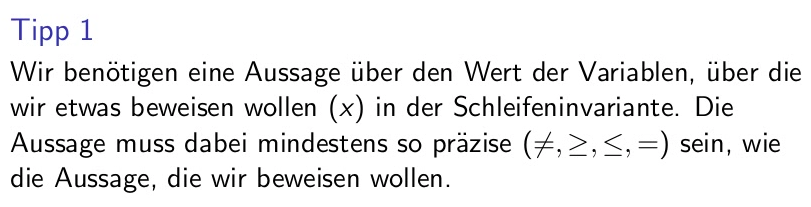 Tipp 1
Wir benötigen eine Aussage über den Wert der Variablen, über die
wir etwas beweisen wollen (x) in der Schleifeninvariante. Die
Aussage muss dabei mindestens so präzise (≠, ≥, ≤, =) sein, wie
die Aussage, die wir beweisen wollen.